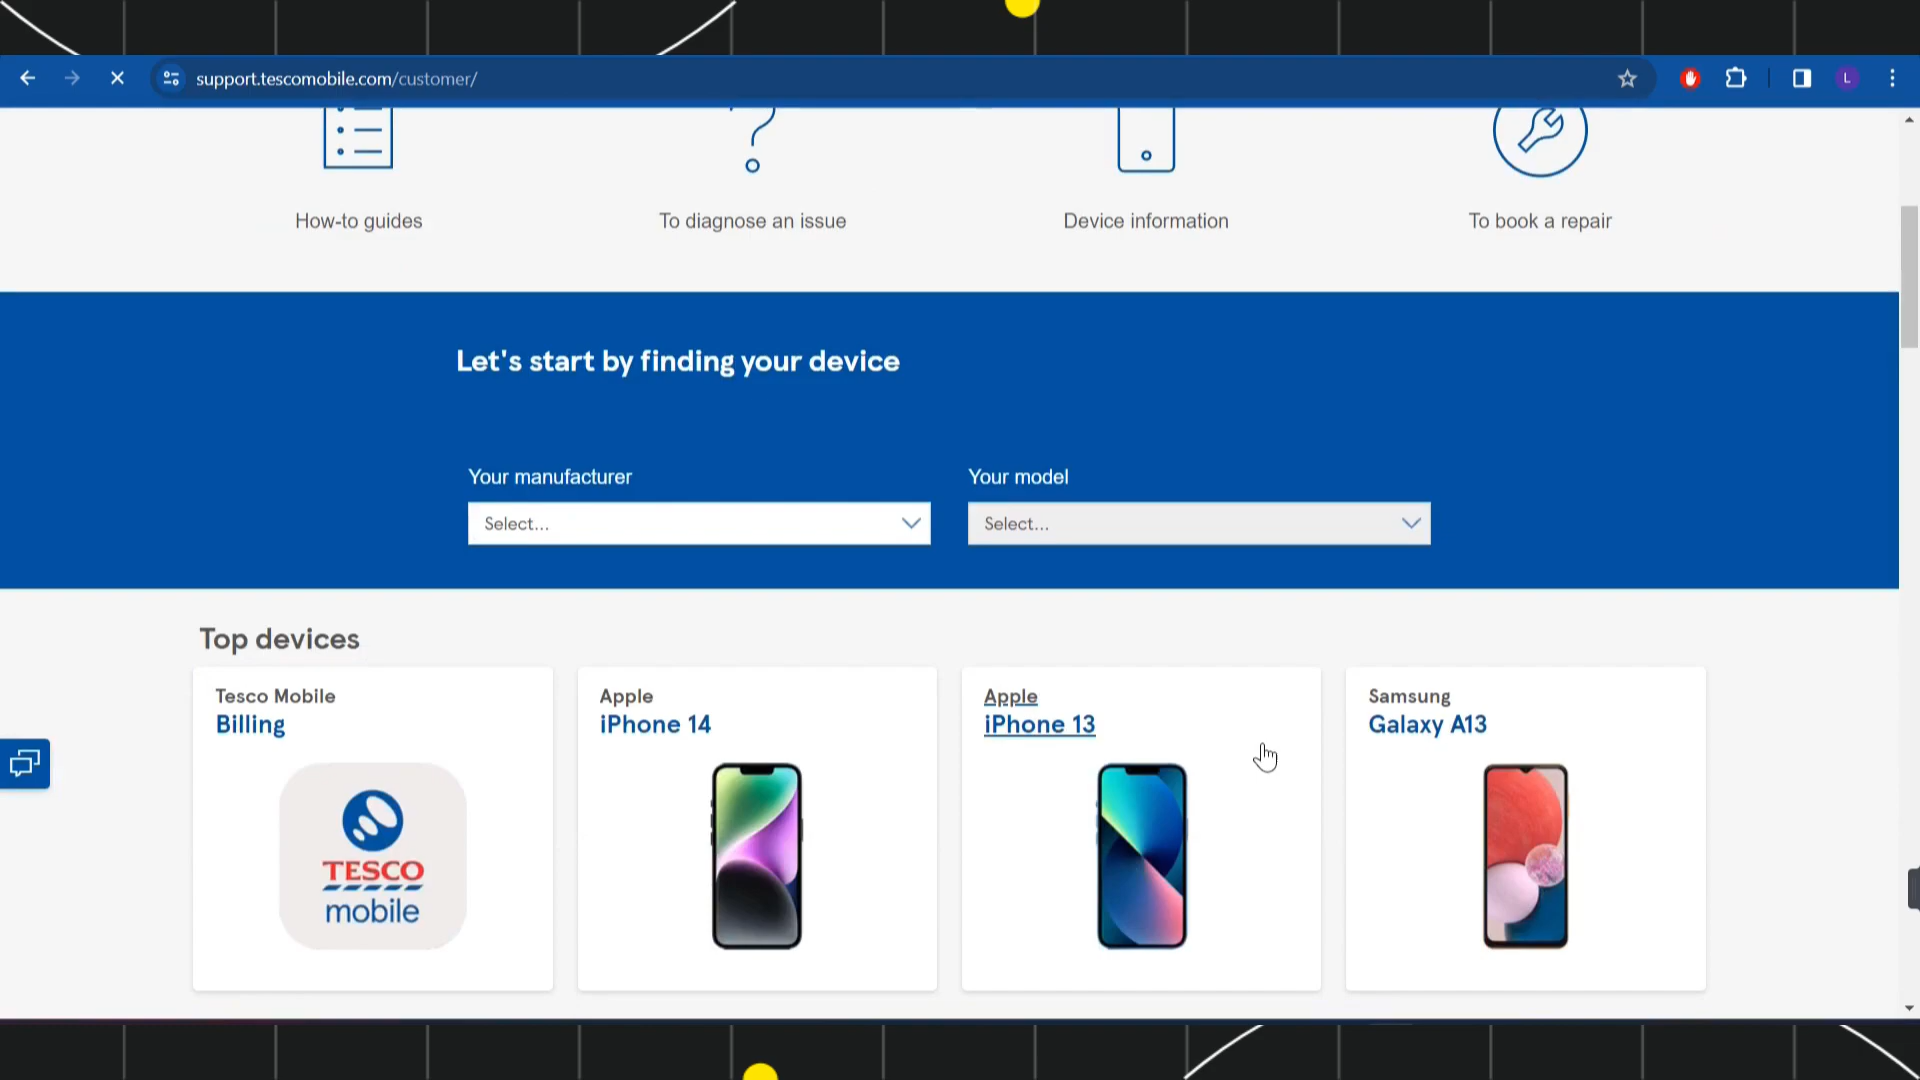 support.tescomobile.com/customer/
L
How-to guides
To diagnose an issue
Device information
To book a repair
Let's start by finding your device
Your manufacturer
Your model
Select...
Select...
Top devices
Tesco Mobile
Billing
Apple
iPhone 14
Apple
iPhone 13
Samsung
Galaxy A13
TESCO
mobile